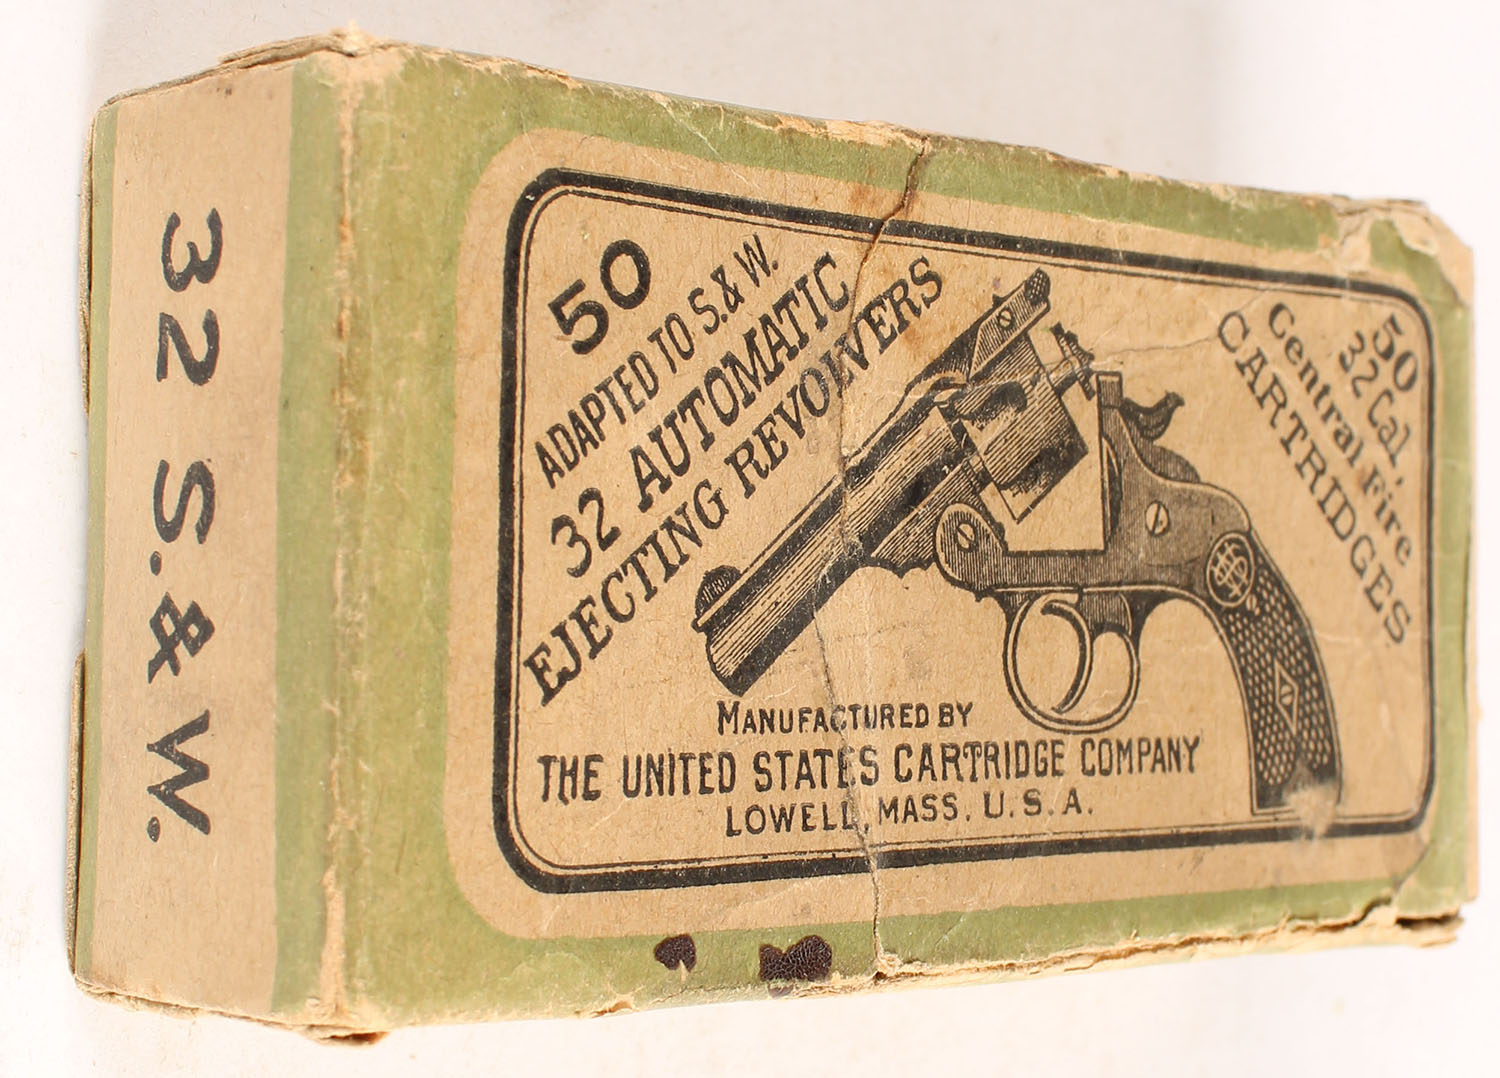 32 S. & W.
50
ADAPTED TO S. & W.
32 AUTOMATIC
EJECTING REVOLVERS
50
32 Cal.
Central Fire
CARTRIDGES.
MANUFACTURED BY
THE UNITED STATES CARTRIDGE COMPANY
LOWELL, MASS. U. S. A.